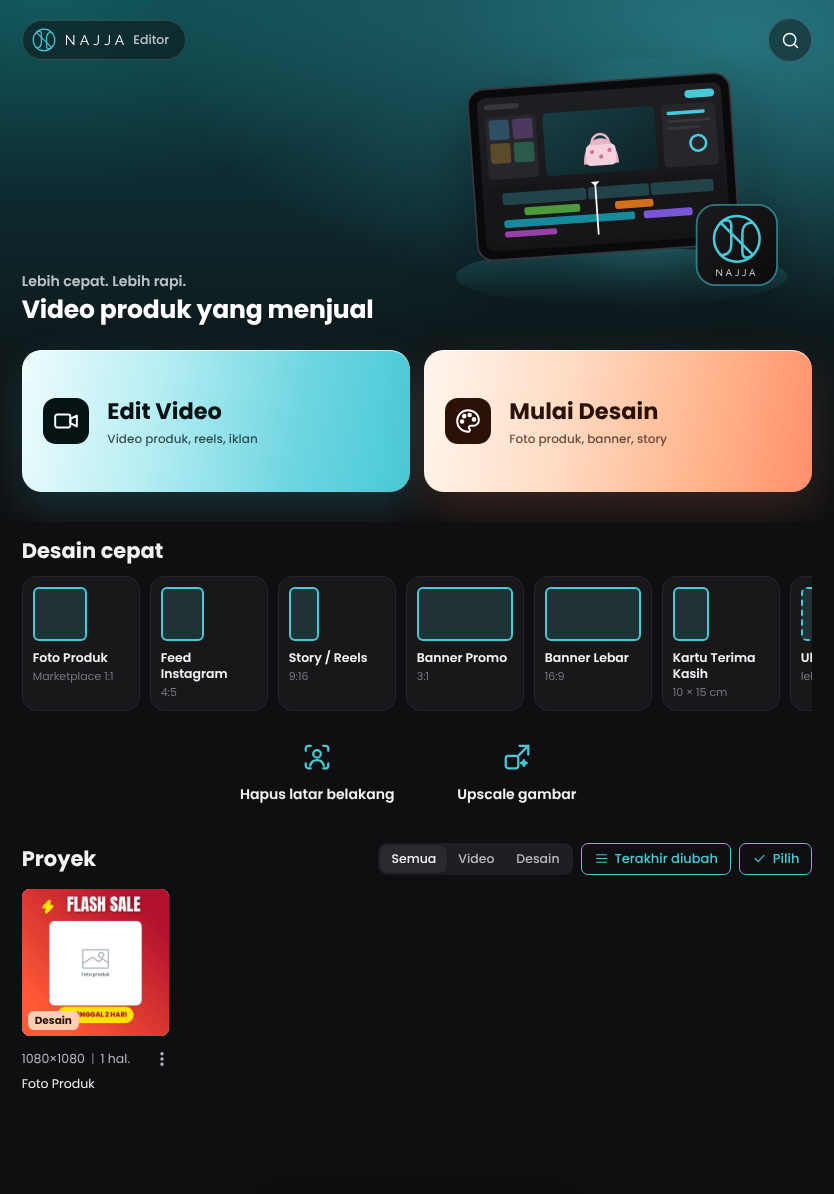 NAJJA Editor
NAJJA
Lebih cepat. Lebih rapi.
Video produk yang menjual
Edit Video
Video produk, reels, iklan
Mulai Desain
Foto produk, banner, story
Desain cepat
Foto Produk
Marketplace 1:1
Feed
Instagram
4:5
Story / Reels
9:16
Banner Promo
3:1
Banner Lebar
16:9
Kartu Terima
Kasih
10 × 15 cm
Hapus latar belakang
Upscale gambar
Proyek
Semua
Video
Desain
Terakhir diubah
Pilih
FLASH SALE
Foto produk
2 HARI
Desain
1080×1080 | 1 hal.
Foto Produk